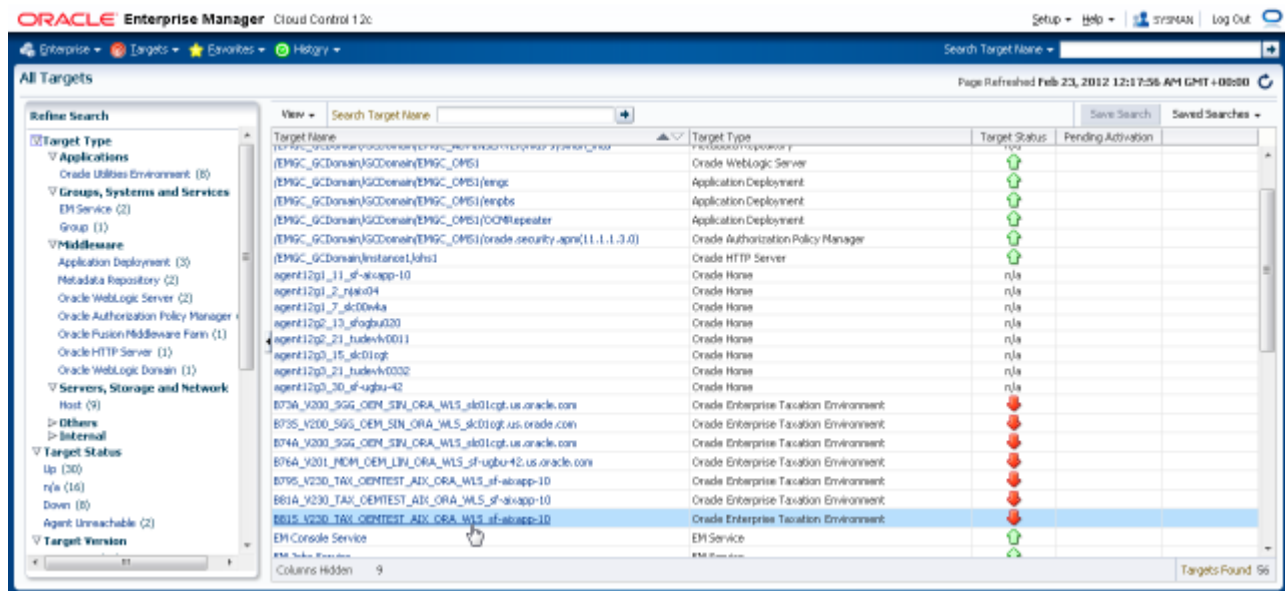 ORACLE Enterprise Manager Cloud Control 12c
Setup Help SYSMAN Log Out
Enterprise Targets Favorites History Search Target Name
All Targets
Page Refreshed Feb 23, 2012 12:17:56 AM GMT+00:00
Refine Search
View Search Target Name Save Search Saved Searches
Target Type
Applications
Oracle Utilities Environment (8)
Groups, Systems and Services
EM Service (2)
Group (1)
Middleware
Application Deployment (3)
Metadata Repository (2)
Oracle WebLogic Server (2)
Oracle Authorization Policy Manager
Oracle Fusion Middleware Farm (1)
Oracle HTTP Server (1)
Oracle WebLogic Domain (1)
Servers, Storage and Network
Host (9)
Others
Internal
Target Status
Up (30)
n/a (16)
Down (8)
Agent Unreachable (2)
Target Version
Target Name Target Type Target Status Pending Activation
/EMGC_GCDomain/GCDomain/EMGC_OMS1 Oracle WebLogic Server
/EMGC_GCDomain/GCDomain/EMGC_OMS1/emgc Application Deployment
/EMGC_GCDomain/GCDomain/EMGC_OMS1/empbs Application Deployment
/EMGC_GCDomain/GCDomain/EMGC_OMS1/OCMRepeater Application Deployment
/EMGC_GCDomain/GCDomain/EMGC_OMS1/oracle.security.apm(11.1.1.3.0) Oracle Authorization Policy Manager
/EMGC_GCDomain/instance1/ohs1 Oracle HTTP Server
agent12g1_11_sf-aixapp-10 Oracle Home n/a
agent12g1_2_njaix04 Oracle Home n/a
Oracle Home n/a
agent12g2_13_sfogbu020 Oracle Home n/a
agent12g2_21_tudevlv0011 Oracle Home n/a
agent12g3_15_slc01cgt Oracle Home n/a
agent12g3_21_tudevlv0332 Oracle Home n/a
agent12g3_30_sf-ugbu-42 Oracle Home n/a
B73A_V200_SGG_OEM_SIN_ORA_WLS_slc01cgt.us.oracle.com Oracle Enterprise Taxation Environment
B73S_V200_SGG_OEM_SIN_ORA_WLS_slc01cgt.us.oracle.com Oracle Enterprise Taxation Environment
B74A_V200_SGG_OEM_SIN_ORA_WLS_slc01cgt.us.oracle.com Oracle Enterprise Taxation Environment
B76A_V201_MDM_OEM_LIN_ORA_WLS_sf-ugbu-42.us.oracle.com Oracle Enterprise Taxation Environment
B79S_V230_TAX_OEMTEST_AIX_ORA_WLS_sf-aixapp-10 Oracle Enterprise Taxation Environment
B81A_V230_TAX_OEMTEST_AIX_ORA_WLS_sf-aixapp-10 Oracle Enterprise Taxation Environment
B81S_V230_TAX_OEMTEST_AIX_ORA_WLS_sf-aixapp-10 Oracle Enterprise Taxation Environment
EM Console Service EM Service
Columns Hidden 9 Targets Found 56